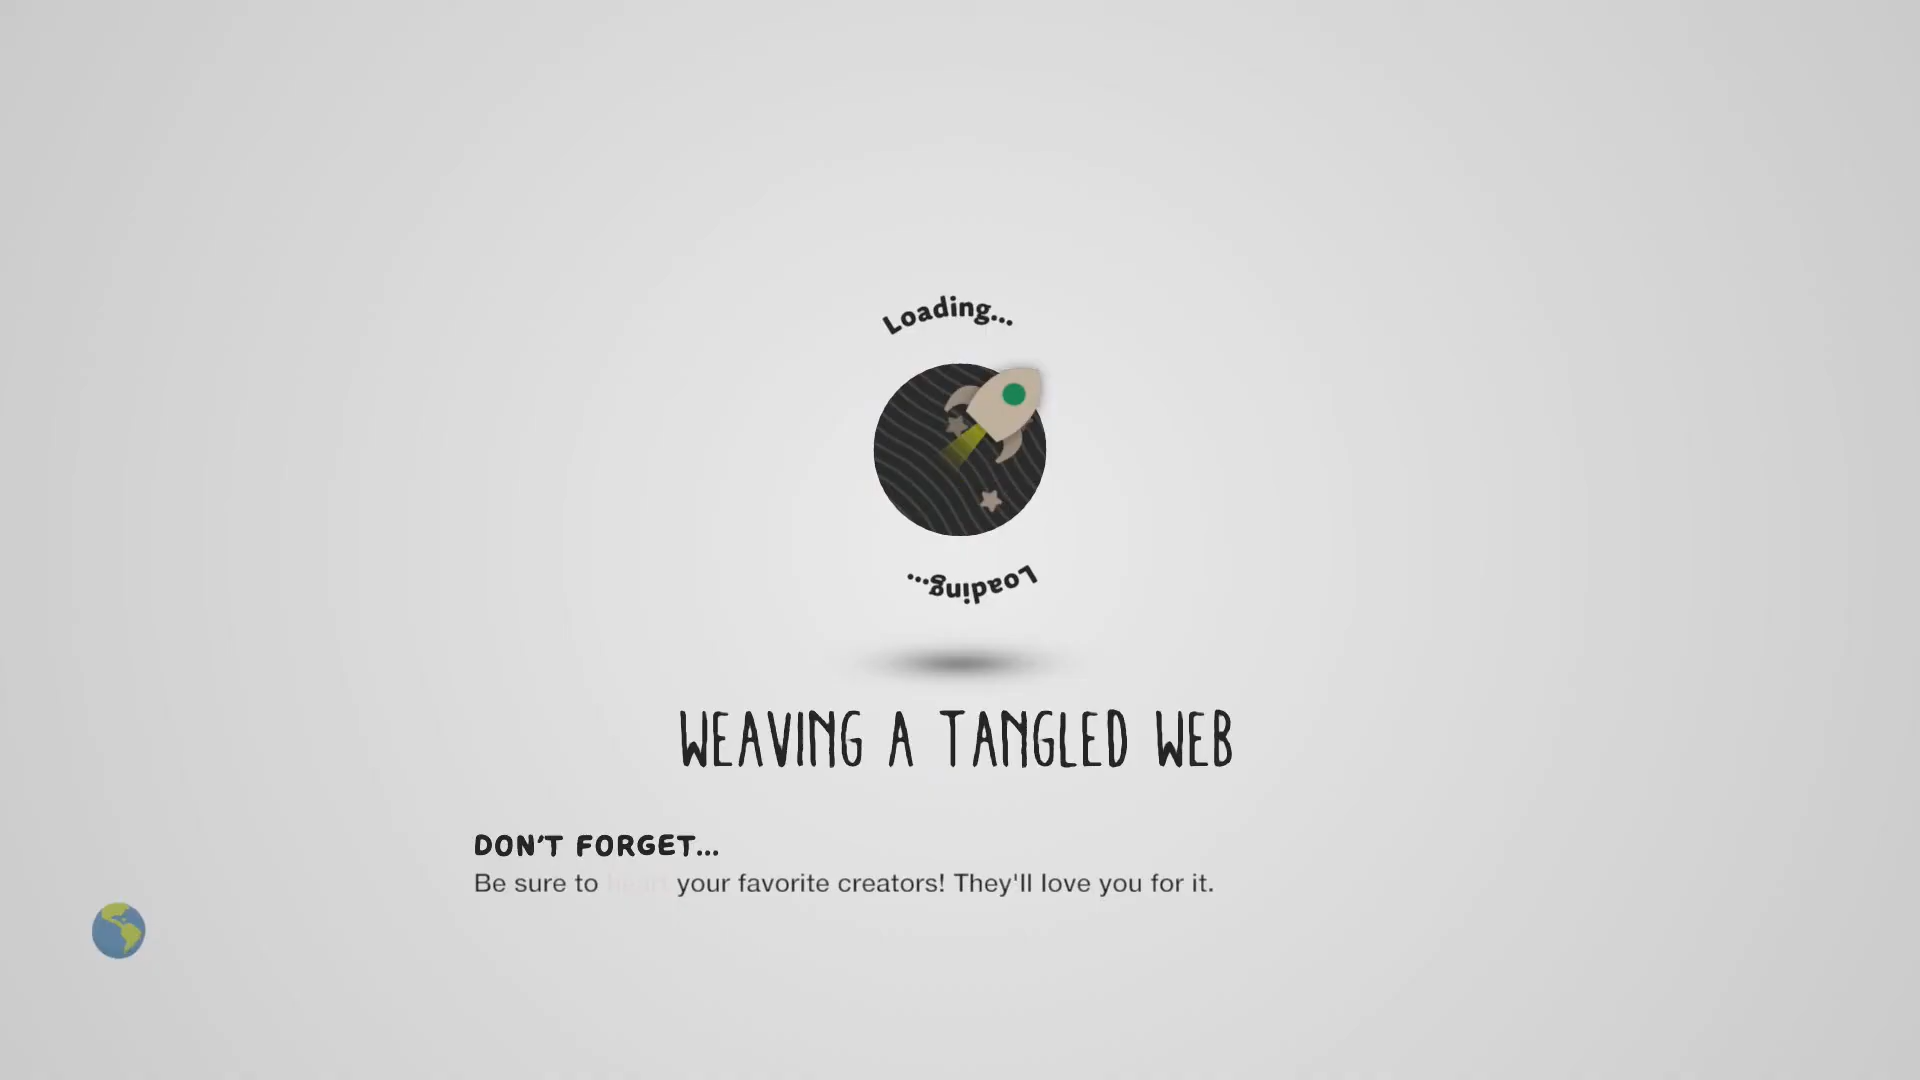 Loading...
Loading...
WEAVING A TANGLED WEB
DON'T FORGET...
Be sure to heart your favorite creators! They'll love you for it.